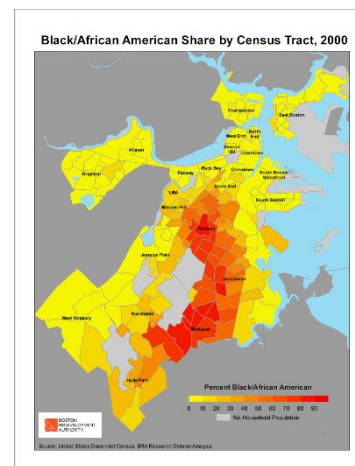 Black/African American Share by Census Tract, 2000
Charlestown
East Boston
West End
North End
Beacon Hill
Downtown
Allston
Brighton
Back Bay
Fenway
Chinatown
South Boston Waterfront
South End
LMA
South Boston
Mission Hill
Roxbury
Jamaica Plain
Dorchester
West Roxbury
Roslindale
Mattapan
Hyde Park
Percent Black/African American
0 10 20 30 40 50 60 70 80 90
No Household Population
BOSTON
REDEVELOPMENT
AUTHORITY
Source: United States Decennial Census, BRA Research Division Analysis.